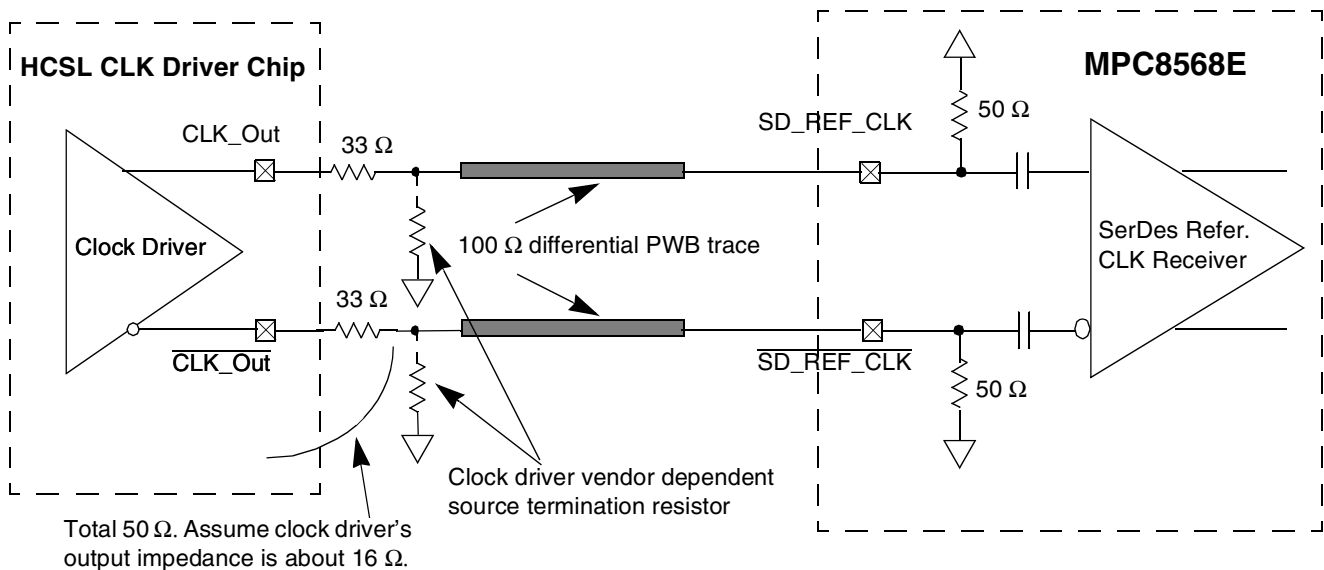 HCSL CLK Driver Chip
MPC8568E
CLK_Out
33 Ω
SD_REF_CLK
50 Ω
Clock Driver
100 Ω differential PWB trace
SerDes Refer.
CLK Receiver
33 Ω
CLK_Out
SD_REF_CLK
50 Ω
Clock driver vendor dependent
source termination resistor
Total 50 Ω. Assume clock driver's
output impedance is about 16 Ω.